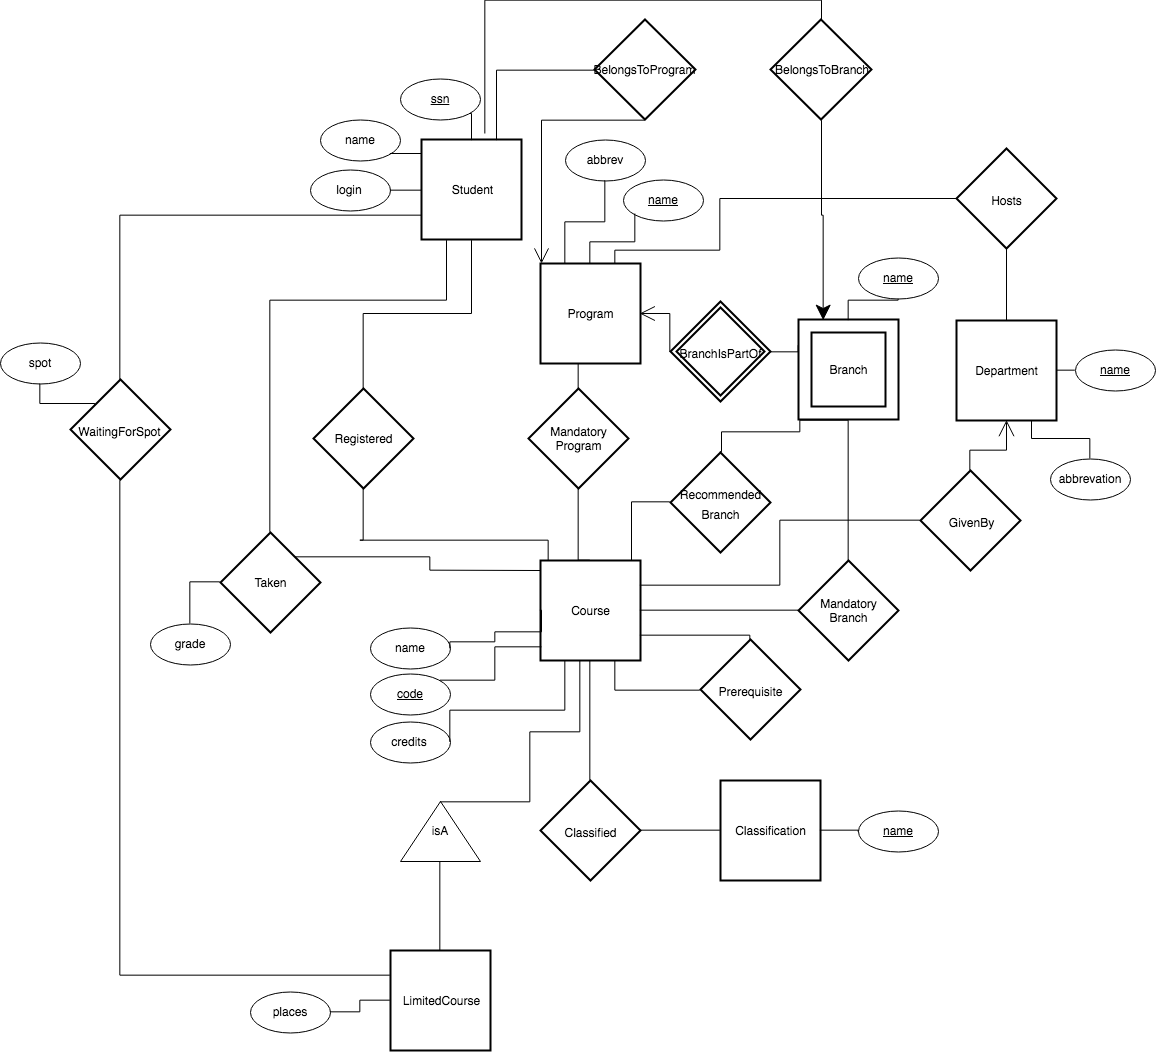 BelongsToProgram
BelongsToBranch
ssn
name
login
Student
abbrev
name
Hosts
name
Program
BranchIsPartOf
Branch
Department
name
spot
WaitingForSpot
Registered
Mandatory
Program
abbrevation
Recommended
Branch
GivenBy
Taken
Course
Mandatory
Branch
grade
name
code
credits
Prerequisite
isA
Classified
Classification
name
LimitedCourse
places